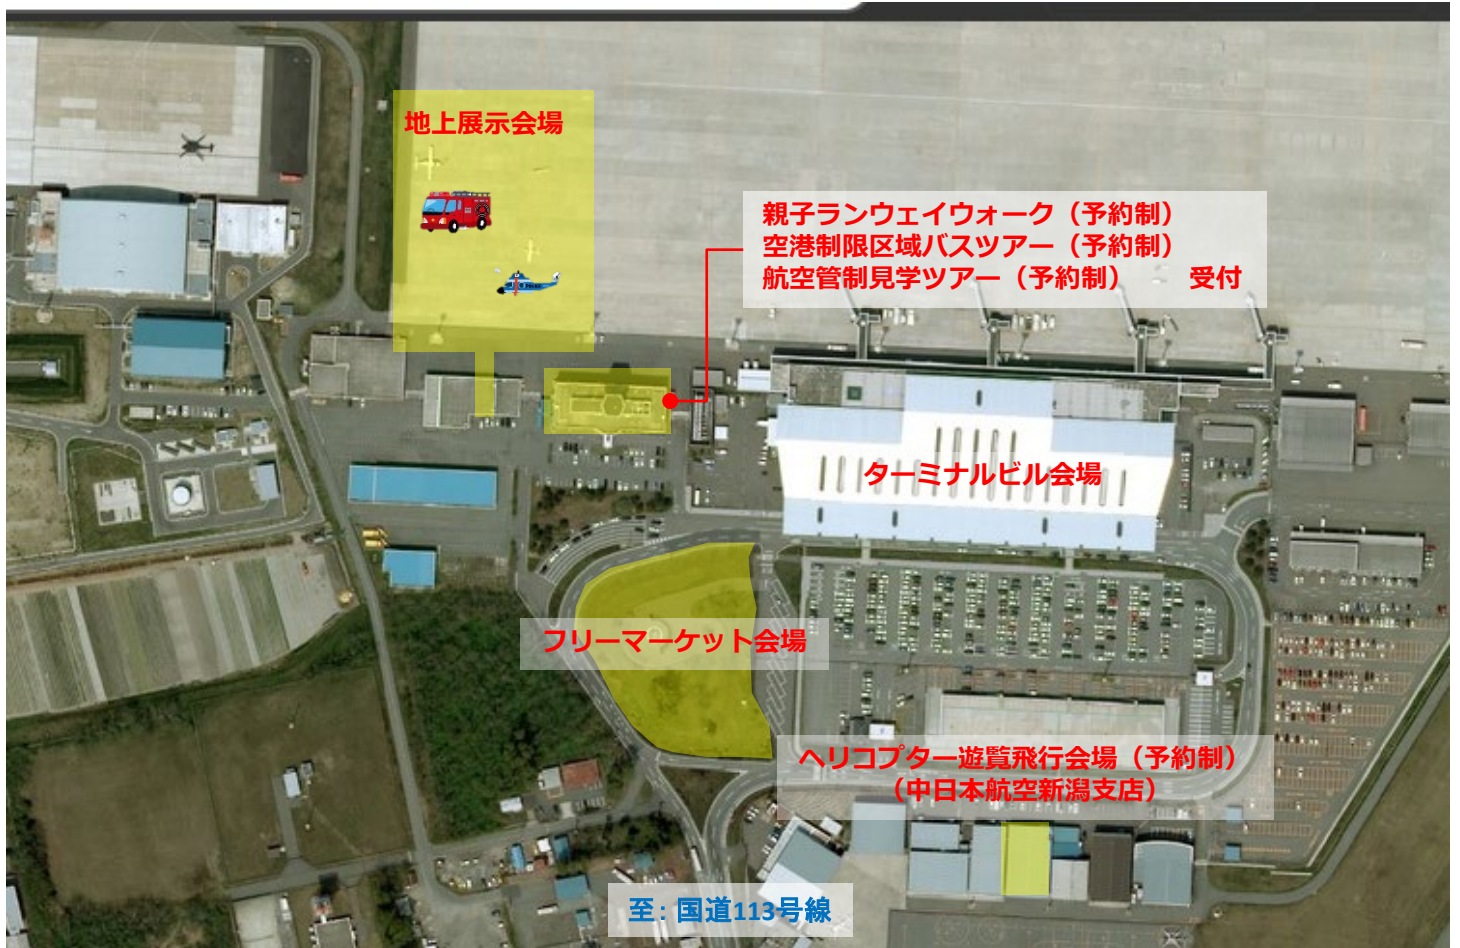 地上展示会場
親子ランウェイウォーク（予約制）
空港制限区域バスツアー（予約制）
航空管制見学ツアー（予約制）　　受付
ターミナルビル会場
フリーマーケット会場
ヘリコプター遊覧飛行会場（予約制）
（中日本航空新潟支店）
至：国道113号線